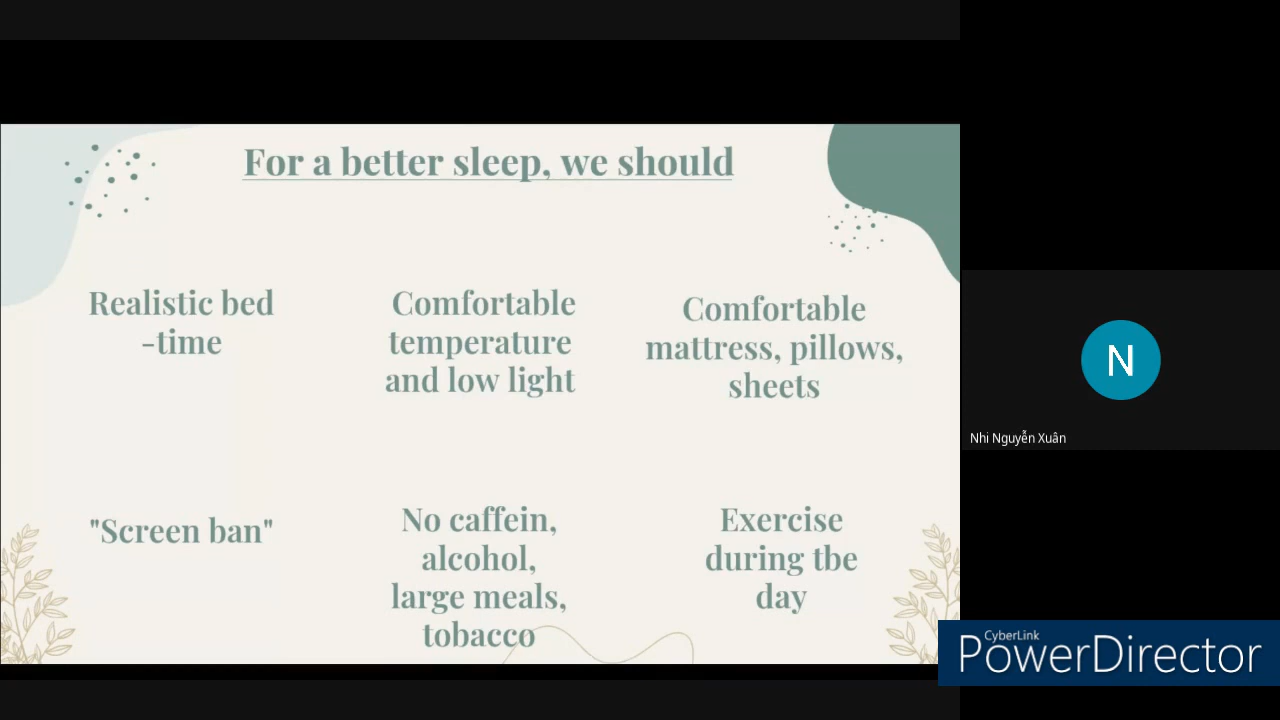 For a better sleep, we should
Realistic bed
-time
Comfortable
temperature
and low light
Comfortable
mattress, pillows,
sheets
"Screen ban"
No caffein,
alcohol,
large meals,
tobacco
Exercise
during tbe
day
N
Nhi Nguyễn Xuân
CyberLink
PowerDirector